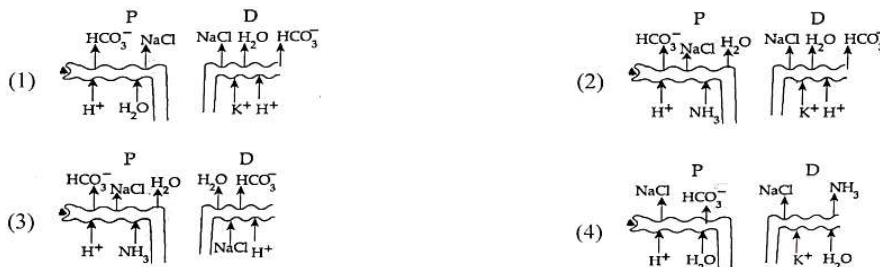 P D
HCO₃⁻ NaCl NaCl H₂O HCO₃⁻
(1)
H⁺ H₂O K⁺ H⁺
P D
HCO₃⁻ NaCl H₂O NaCl H₂O HCO₃⁻
(2)
H⁺ NH₃ K⁺ H⁺
P D
HCO₃⁻ NaCl H₂O H₂O HCO₃⁻
(3)
H⁺ NH₃ NaCl H⁺
P D
NaCl HCO₃⁻ NaCl NH₃
(4)
H⁺ H₂O K⁺ H₂O